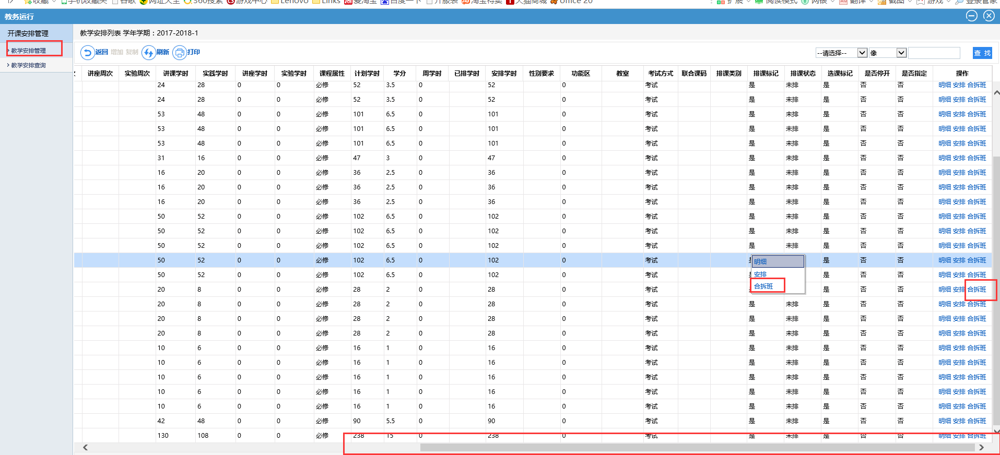 收藏 手机收藏夹 谷歌 网址大全 360搜索 游戏中心 Lenovo Links 爱淘宝 百度一下 开服装 淘宝特卖 天猫商城 office 20 扩展 阅读模式 网银 翻译 截图 游戏 登录管家
教务运行
开课安排管理
教学安排管理
教学安排查询
教学安排列表 学年学期：2017-2018-1
返回 增加 复制 刷新 打印 --请选择-- 像 查 找
次 讲座周次 实验周次 讲课学时 实践学时 讲座学时 实验学时 课程属性 计划学时 学分 周学时 已排学时 安排学时 性别要求 功能区 教室 考试方式 联合课码 排课类别 排课标记 排课状态 选课标记 是否停开 是否指定 操作
24 28 0 0 必修 52 3.5 0 52 0 考试 是 未排 是 否 否 明细 安排 合拆班
24 28 0 0 必修 52 3.5 0 52 0 考试 是 未排 是 否 否 明细 安排 合拆班
53 48 0 0 必修 101 6.5 0 101 0 考试 是 未排 是 否 否 明细 安排 合拆班
53 48 0 0 必修 101 6.5 0 101 0 考试 是 未排 是 否 否 明细 安排 合拆班
53 48 0 0 必修 101 6.5 0 101 0 考试 是 未排 是 否 否 明细 安排 合拆班
31 16 0 0 必修 47 3 0 47 0 考试 是 未排 是 否 否 明细 安排 合拆班
16 20 0 0 必修 36 2.5 0 36 0 考试 是 未排 是 否 否 明细 安排 合拆班
16 20 0 0 必修 36 2.5 0 36 0 考试 是 未排 是 否 否 明细 安排 合拆班
16 20 0 0 必修 36 2.5 0 36 0 考试 是 未排 是 否 否 明细 安排 合拆班
50 52 0 0 必修 102 6.5 0 102 0 考试 是 未排 是 否 否 明细 安排 合拆班
50 52 0 0 必修 102 6.5 0 102 0 考试 是 未排 是 否 否 明细 安排 合拆班
50 52 0 0 必修 102 6.5 0 102 0 考试 是 未排 是 否 否 明细 安排 合拆班
50 52 0 0 必修 102 6.5 0 102 0 考试 是 明细 是 否 否 明细 安排 合拆班
50 52 0 0 必修 102 6.5 0 102 0 考试 是 安排 是 否 否 明细 安排 合拆班
20 8 0 0 必修 28 2 0 28 0 考试 合拆班 是 否 否 明细 安排 合拆班
20 8 0 0 必修 28 2 0 28 0 考试 是 未排 是 否 否 明细 安排 合拆班
20 8 0 0 必修 28 2 0 28 0 考试 是 未排 是 否 否 明细 安排 合拆班
20 8 0 0 必修 28 2 0 28 0 考试 是 未排 是 否 否 明细 安排 合拆班
10 6 0 0 必修 16 1 0 16 0 考试 是 未排 是 否 否 明细 安排 合拆班
10 6 0 0 必修 16 1 0 16 0 考试 是 未排 是 否 否 明细 安排 合拆班
10 6 0 0 必修 16 1 0 16 0 考试 是 未排 是 否 否 明细 安排 合拆班
10 6 0 0 必修 16 1 0 16 0 考试 是 未排 是 否 否 明细 安排 合拆班
10 6 0 0 必修 16 1 0 16 0 考试 是 未排 是 否 否 明细 安排 合拆班
42 48 0 0 必修 90 5.5 0 90 0 考试 是 未排 是 否 否 明细 安排 合拆班
130 108 0 0 必修 238 15 0 238 0 考试 是 未排 是 否 否 明细 安排 合拆班